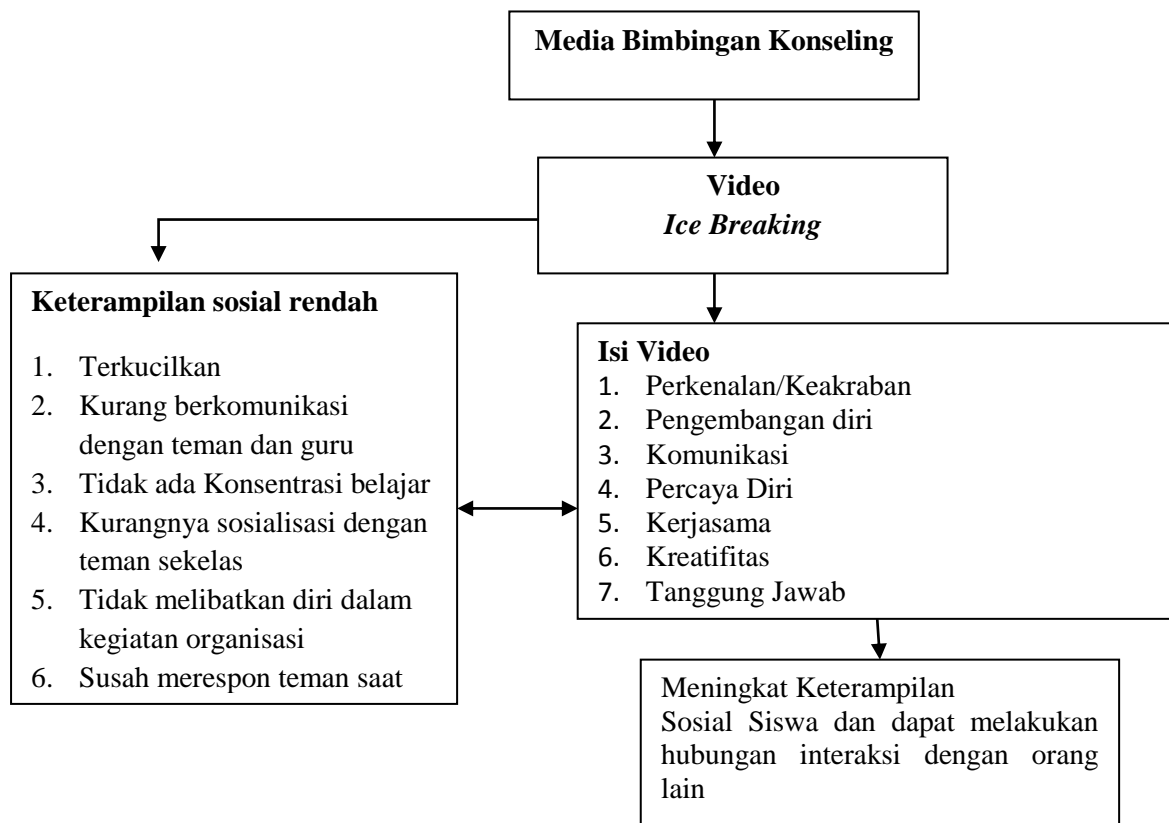 Media Bimbingan Konseling
Video
Ice Breaking
Keterampilan sosial rendah
1. Terkucilkan
2. Kurang berkomunikasi
dengan teman dan guru
3. Tidak ada Konsentrasi belajar
4. Kurangnya sosialisasi dengan
teman sekelas
5. Tidak melibatkan diri dalam
kegiatan organisasi
6. Susah merespon teman saat
Isi Video
1. Perkenalan/Keakraban
2. Pengembangan diri
3. Komunikasi
4. Percaya Diri
5. Kerjasama
6. Kreatifitas
7. Tanggung Jawab
Meningkat Keterampilan
Sosial Siswa dan dapat melakukan
hubungan interaksi dengan orang
lain